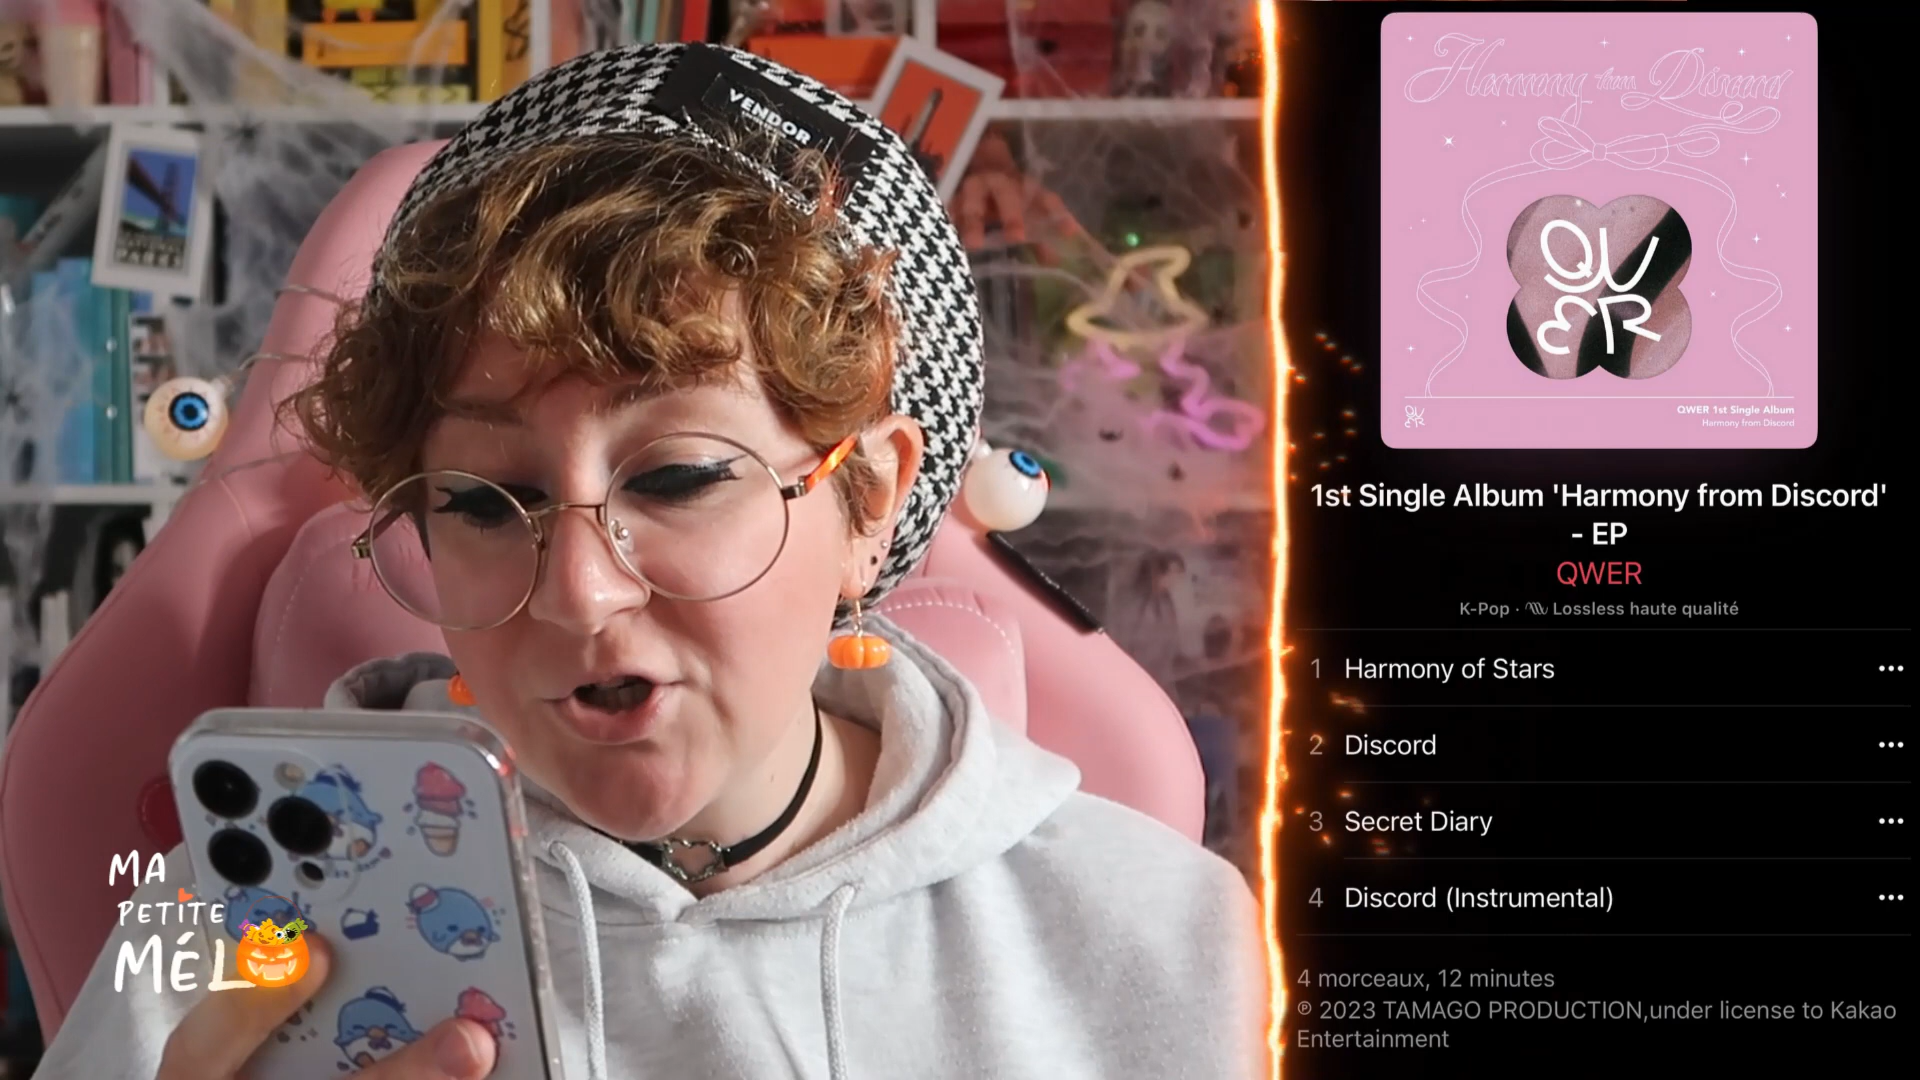 VENDOR
PARKS
MA
PETITE
MÉL
Harmony from Discord
QWER
QWER 1st Single Album
Harmony from Discord
1st Single Album 'Harmony from Discord'
- EP
QWER
K-Pop · Lossless haute qualité
1 Harmony of Stars
2 Discord
3 Secret Diary
4 Discord (Instrumental)
4 morceaux, 12 minutes
℗ 2023 TAMAGO PRODUCTION,under license to Kakao
Entertainment